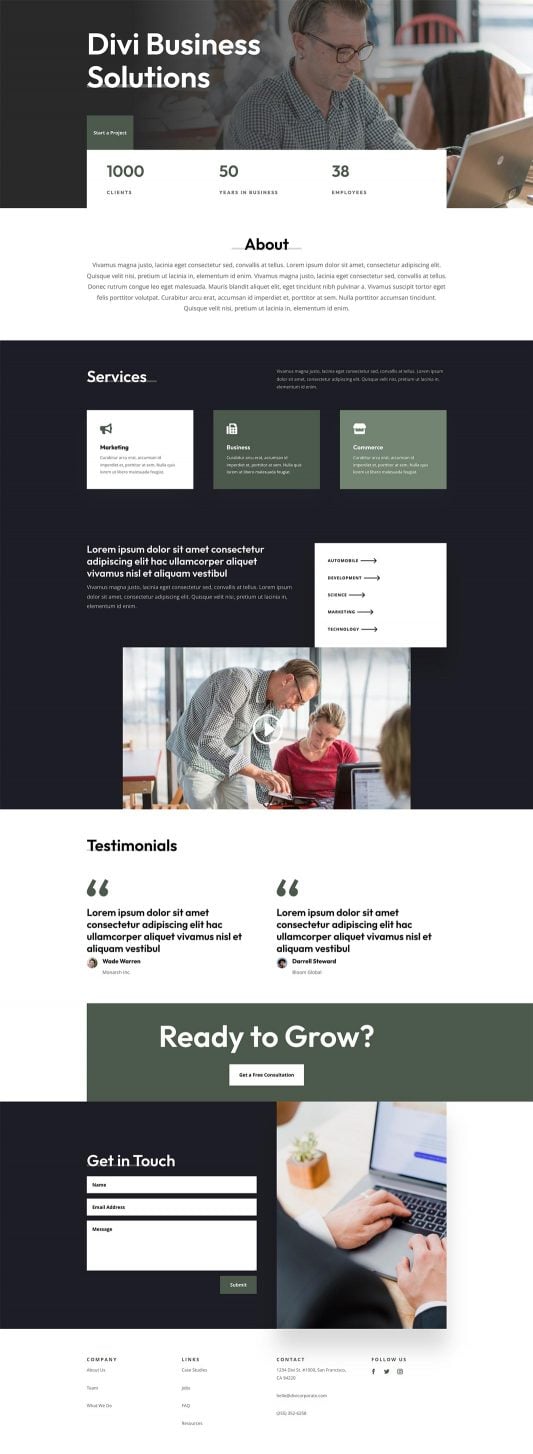 Divi Business
Solutions
Start a Project
1000
50
38
CLIENTS
YEARS IN BUSINESS
EMPLOYEES
About
Vivamus magna justo, lacinia eget consectetur sed, convallis at tellus. Lorem ipsum dolor sit amet, consectetur adipiscing elit.
Quisque velit nisi, pretium ut lacinia in, elementum id enim. Vivamus magna justo, lacinia eget consectetur sed, convallis at tellus.
Donec rutrum congue leo eget malesuada. Mauris blandit aliquet elit, eget tincidunt nibh pulvinar a. Vivamus suscipit tortor eget
felis porttitor volutpat. Curabitur arcu erat, accumsan id imperdiet et, porttitor at sem. Nulla porttitor accumsan tincidunt.
Quisque velit nisi, pretium ut lacinia in, elementum id enim.
Services
Vivamus magna justo, lacinia eget consectetur sed, convallis at tellus. Lorem ipsum
dolor sit amet, consectetur adipiscing elit. Quisque velit nisi, pretium ut lacinia in,
elementum id enim.
Marketing
Curabitur arcu erat, accumsan id
imperdiet et, porttitor at sem. Nulla quis
lorem ut libero malesuada feugiat.
Business
Curabitur arcu erat, accumsan id
imperdiet et, porttitor at sem. Nulla quis
lorem ut libero malesuada feugiat.
Commerce
Curabitur arcu erat, accumsan id
imperdiet et, porttitor at sem. Nulla quis
lorem ut libero malesuada feugiat.
Lorem ipsum dolor sit amet consectetur
adipiscing elit hac ullamcorper aliquet
vivamus nisl et aliquam vestibul
Vivamus magna justo, lacinia eget consectetur sed, convallis at tellus. Lorem ipsum
dolor sit amet, consectetur adipiscing elit. Quisque velit nisi, pretium ut lacinia in,
elementum id enim.
AUTOMOBILE
DEVELOPMENT
SCIENCE
MARKETING
TECHNOLOGY
Testimonials
Lorem ipsum dolor sit amet
consectetur adipiscing elit hac
ullamcorper aliquet vivamus nisl et
aliquam vestibul
Wade Warren
Monarch Inc.
Lorem ipsum dolor sit amet
consectetur adipiscing elit hac
ullamcorper aliquet vivamus nisl et
aliquam vestibul
Darrell Steward
Bloom Global
Ready to Grow?
Get a Free Consultation
Get in Touch
Name
Email Address
Message
Submit
COMPANY
About Us
Team
What We Do
LINKS
Case Studies
Jobs
FAQ
Resources
CONTACT
1234 Divi St. #1000, San Francisco,
CA 94220
hello@divicorporate.com
(255) 352-6258
FOLLOW US